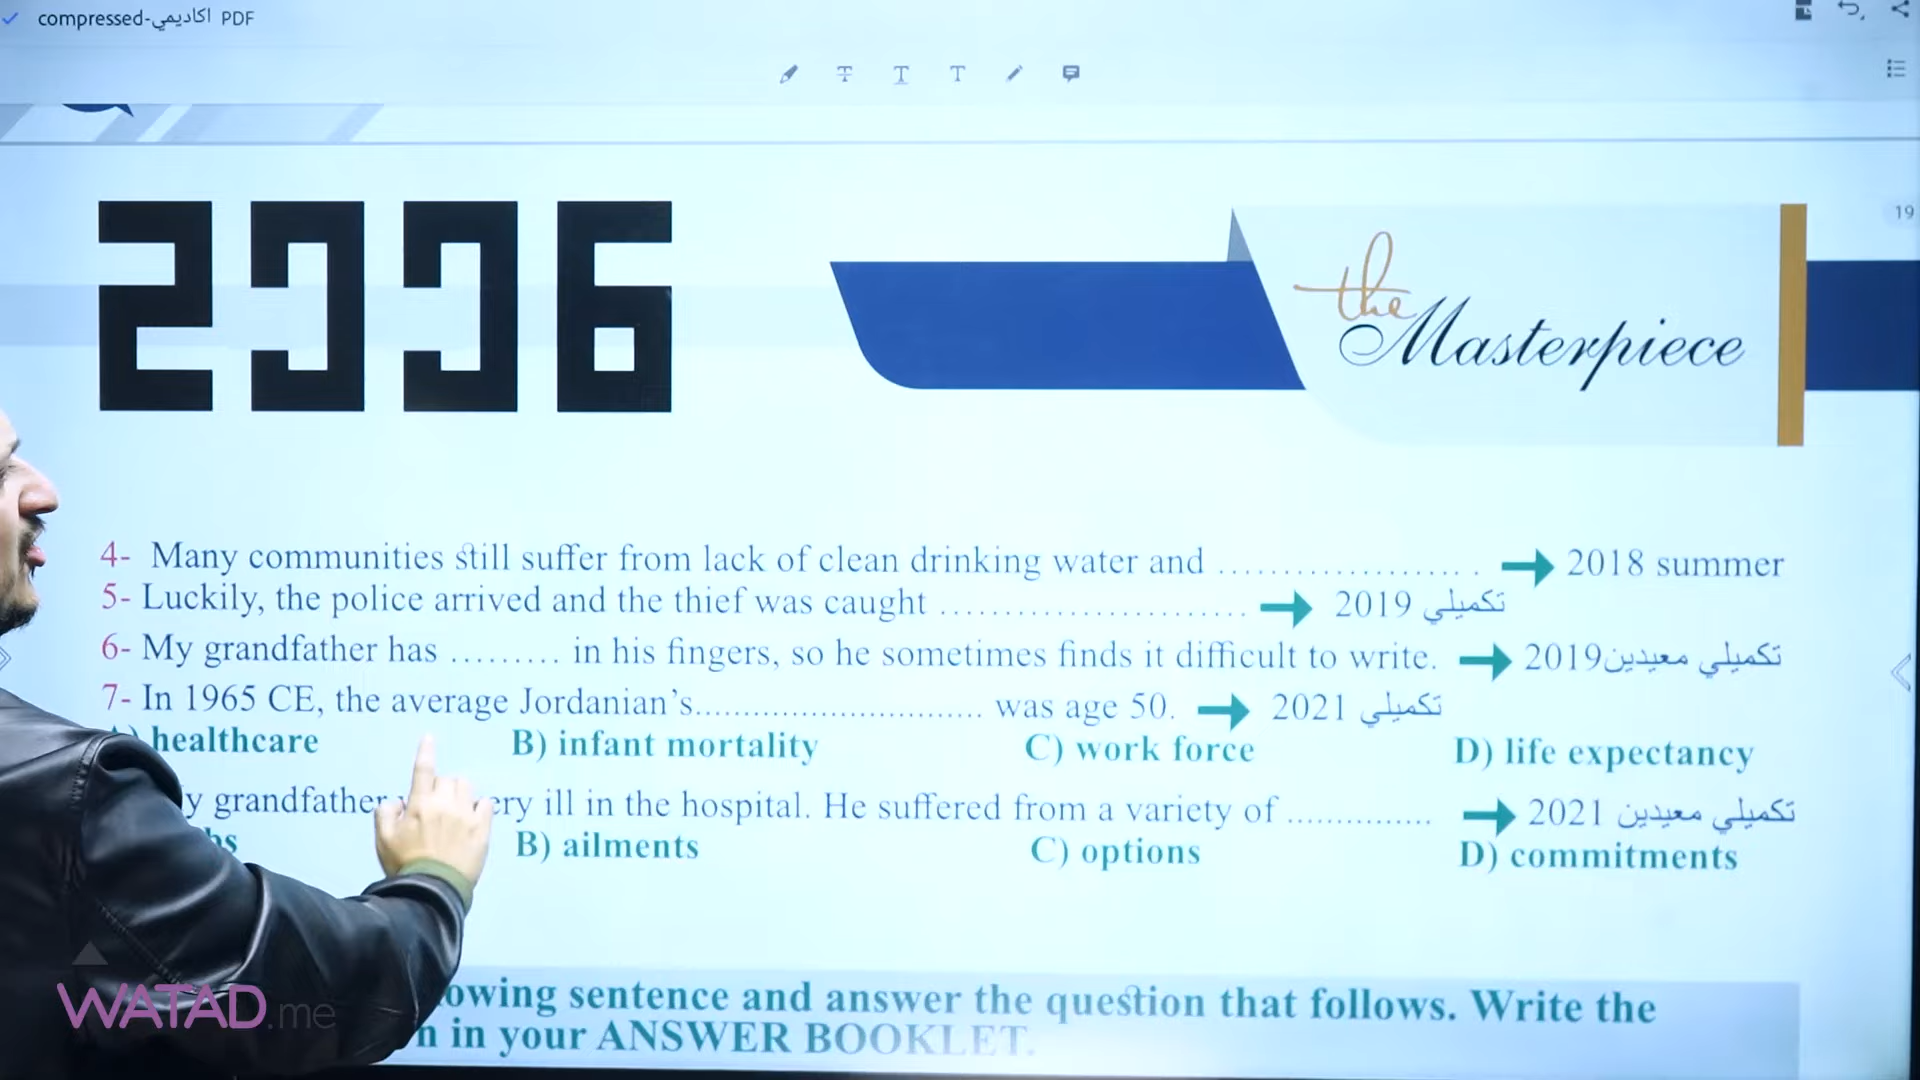 compressed-اكاديمي PDF
19
2006
the Masterpiece
4- Many communities still suffer from lack of clean drinking water and .................... . 2018 summer
5- Luckily, the police arrived and the thief was caught ......................... 2019 تكميلي
6- My grandfather has ......... in his fingers, so he sometimes finds it difficult to write. 2019تكميلي معيدين
7- In 1965 CE, the average Jordanian's............................ was age 50. 2021 تكميلي
healthcare B) infant mortality C) work force D) life expectancy
grandfather ill in the hospital. He suffered from a variety of ............... 2021 تكميلي معيدين
B) ailments C) options D) commitments
sentence and answer the question that follows. Write the
in your ANSWER BOOKLET.
WATAD.me